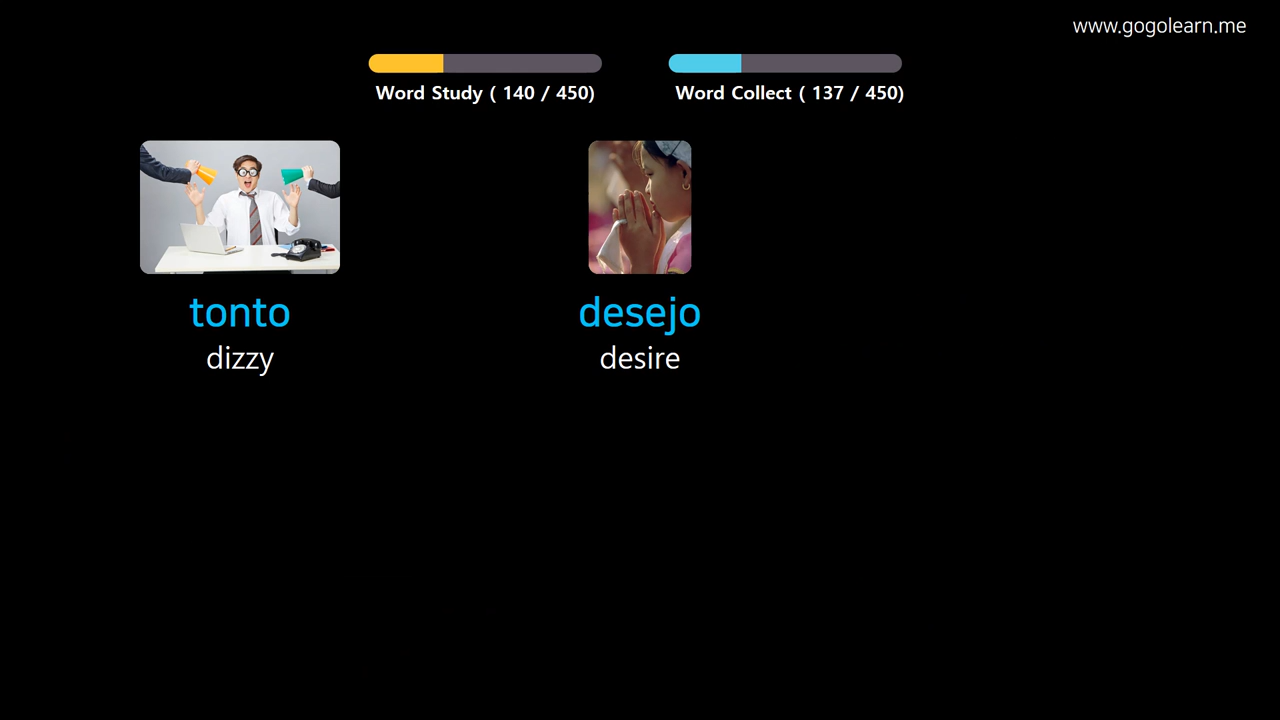 www.gogolearn.me
Word Study ( 140 / 450)
Word Collect ( 137 / 450)
tonto
dizzy
desejo
desire